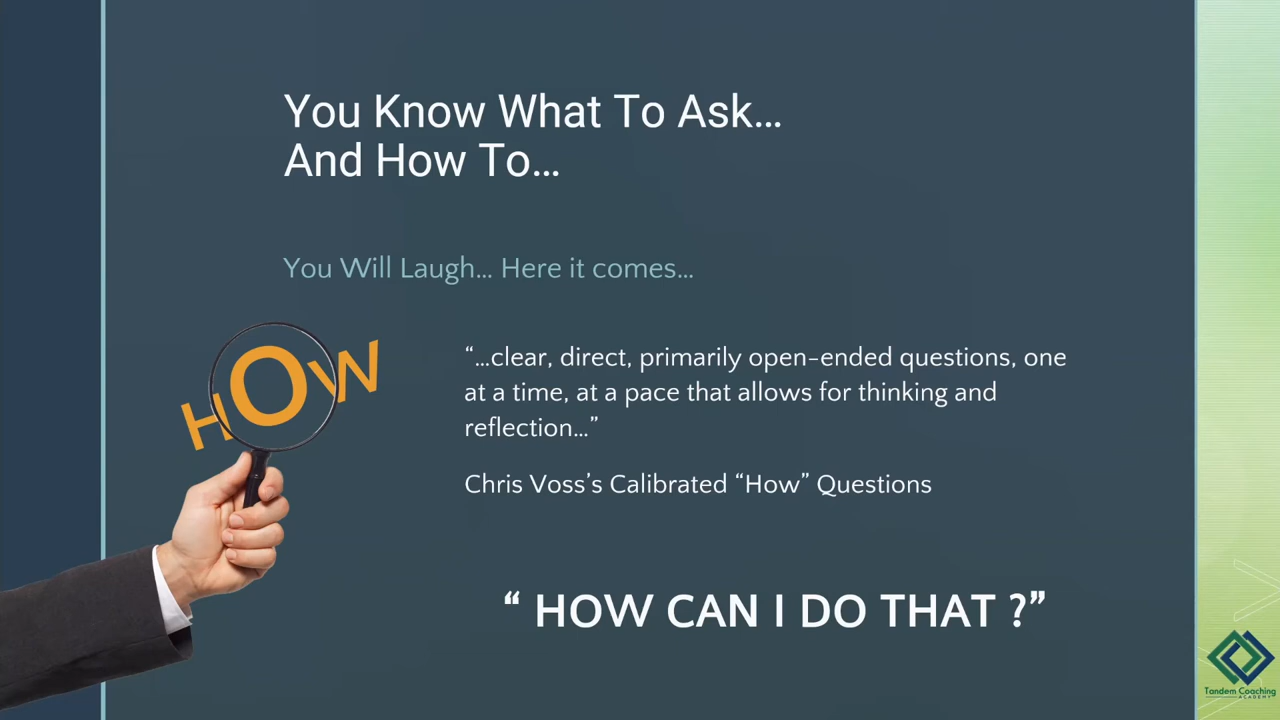 You Know What To Ask…
And How To…
You Will Laugh… Here it comes…
HOW
“…clear, direct, primarily open-ended questions, one
at a time, at a pace that allows for thinking and
reflection…”
Chris Voss’s Calibrated “How” Questions
“ HOW CAN I DO THAT ?”
Tandem Coaching
ACADEMY